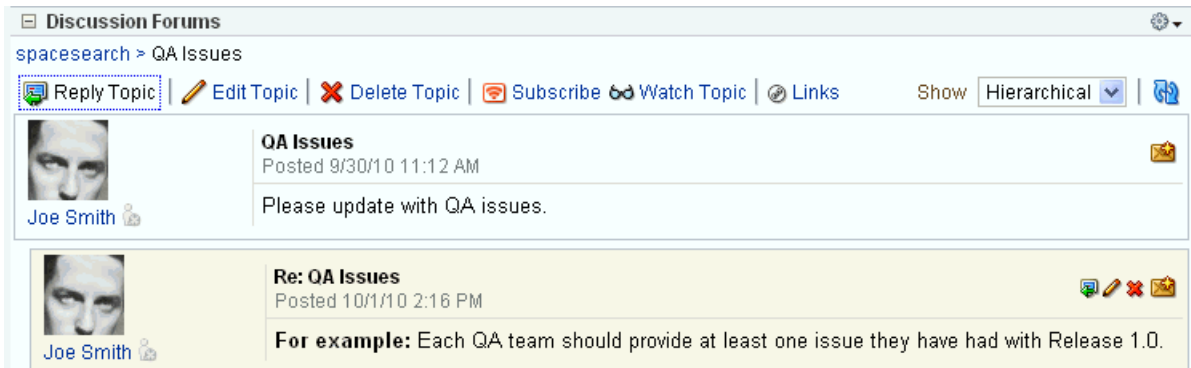 Discussion Forums
spacesearch > QA Issues
Reply Topic | Edit Topic | Delete Topic | Subscribe Watch Topic | Links Show Hierarchical
QA Issues
Posted 9/30/10 11:12 AM
Please update with QA issues.
Joe Smith
Re: QA Issues
Posted 10/1/10 2:16 PM
For example: Each QA team should provide at least one issue they have had with Release 1.0.
Joe Smith